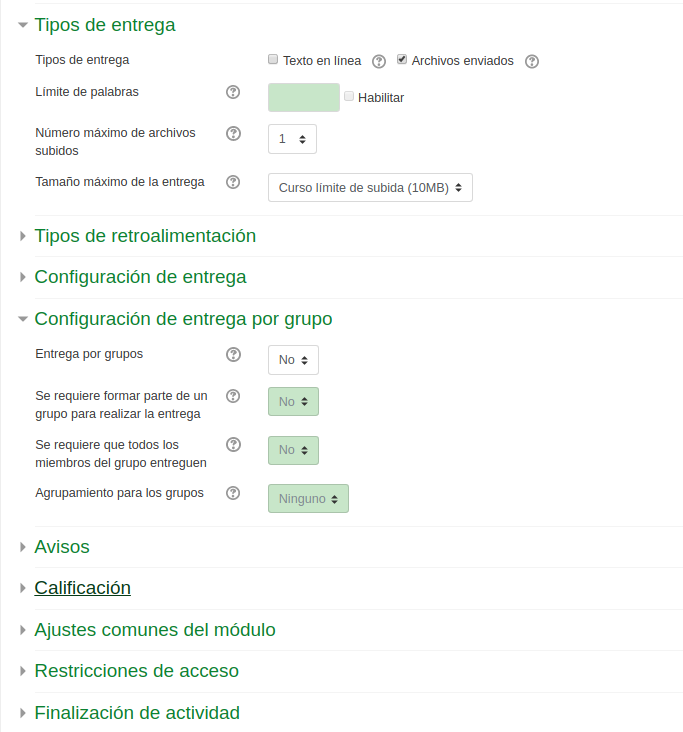 Tipos de entrega
Tipos de entrega Texto en línea ? Archivos enviados ?
Límite de palabras ? Habilitar
Número máximo de archivos ? 1
subidos
Tamaño máximo de la entrega ? Curso límite de subida (10MB)
Tipos de retroalimentación
Configuración de entrega
Configuración de entrega por grupo
Entrega por grupos ? No
Se requiere formar parte de un ? No
grupo para realizar la entrega
Se requiere que todos los ? No
miembros del grupo entreguen
Agrupamiento para los grupos ? Ninguno
Avisos
Calificación
Ajustes comunes del módulo
Restricciones de acceso
Finalización de actividad